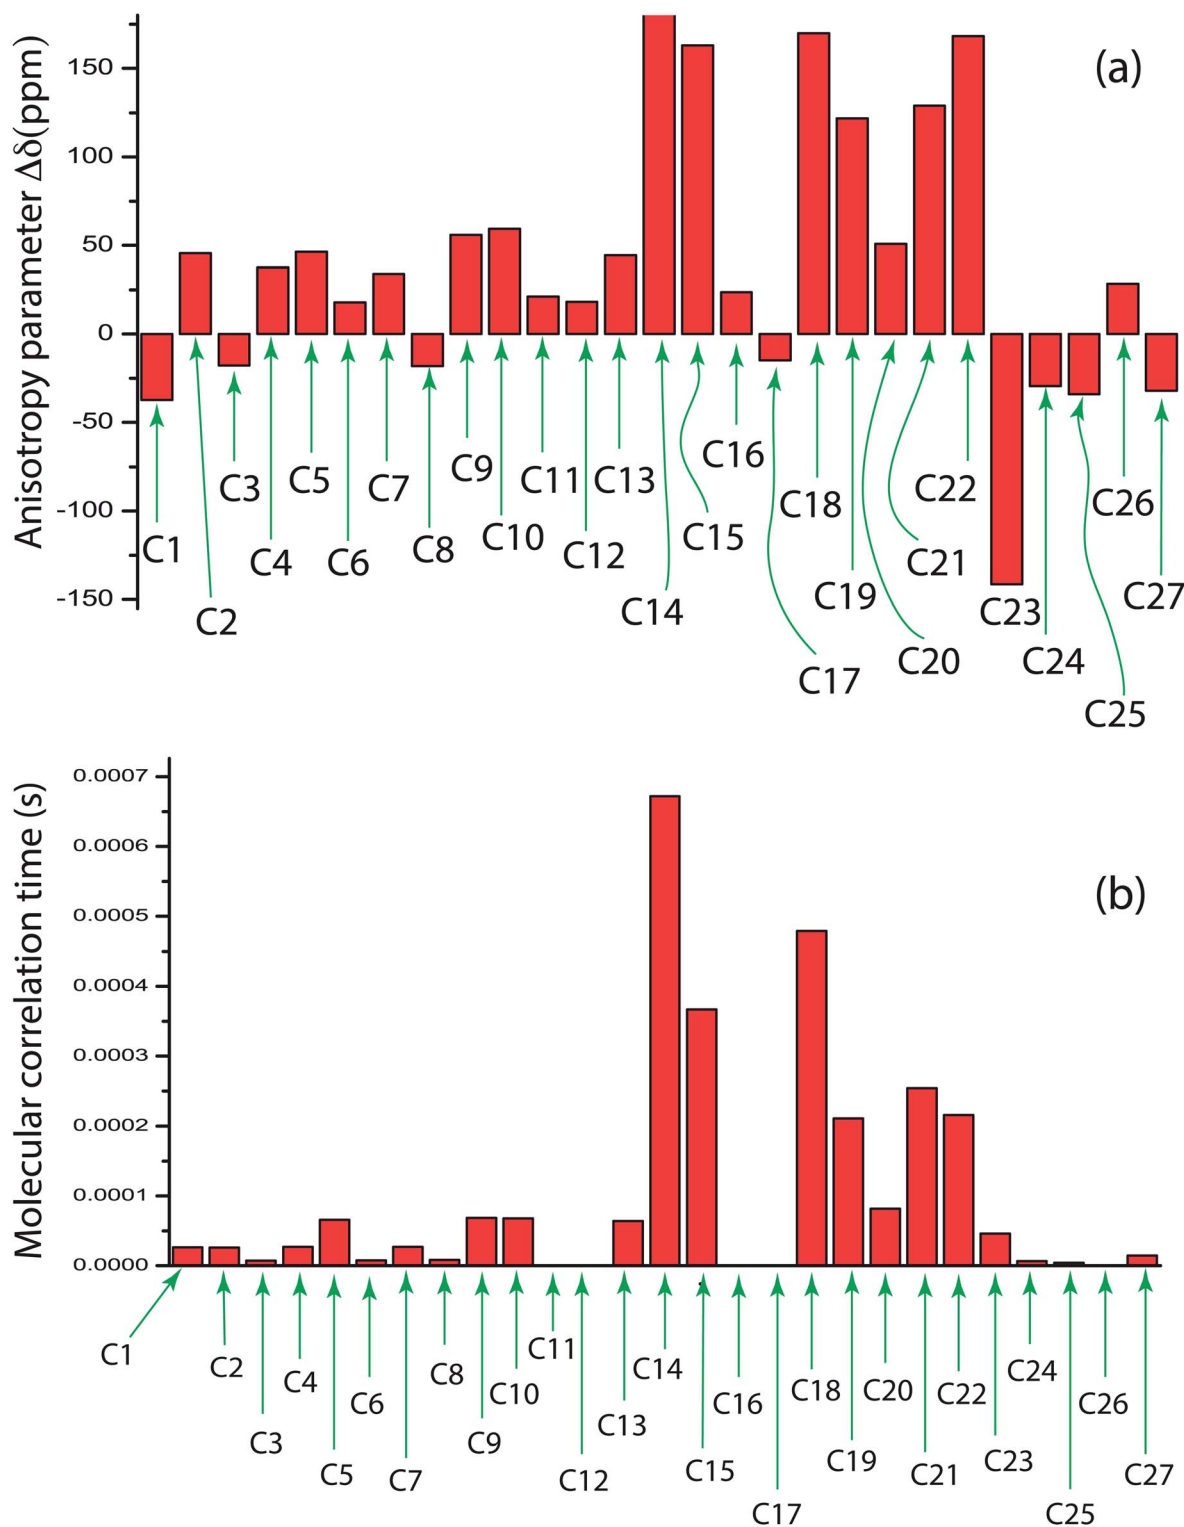 Anisotropy parameter Δδ(ppm)
150
100
50
0
-50
-100
-150
(a)
C1
C2
C3
C4
C5
C6
C7
C8
C9
C10
C11
C12
C13
C14
C15
C16
C17
C18
C19
C20
C21
C22
C23
C24
C25
C26
C27
Molecular correlation time (s)
0.0007
0.0006
0.0005
0.0004
0.0003
0.0002
0.0001
0.0000
(b)
C1
C2
C3
C4
C5
C6
C7
C8
C9
C10
C11
C12
C13
C14
C15
C16
C17
C18
C19
C20
C21
C22
C23
C24
C25
C26
C27